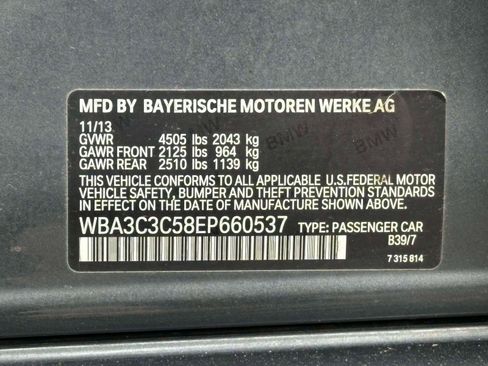 MFD BY BAYERISCHE MOTOREN WERKE AG
11/13
GVWR 4505 lbs 2043 kg
GAWR FRONT 2125 lbs 964 kg
GAWR REAR 2510 lbs 1139 kg
THIS VEHICLE CONFORMS TO ALL APPLICABLE U.S.FEDERAL MOTOR
VEHICLE SAFETY, BUMPER AND THEFT PREVENTION STANDARDS
IN EFFECT ON THE DATE OF MANUFACTURE SHOWN ABOVE.
WBA3C3C58EP660537 TYPE: PASSENGER CAR
B39/7
7 315 814